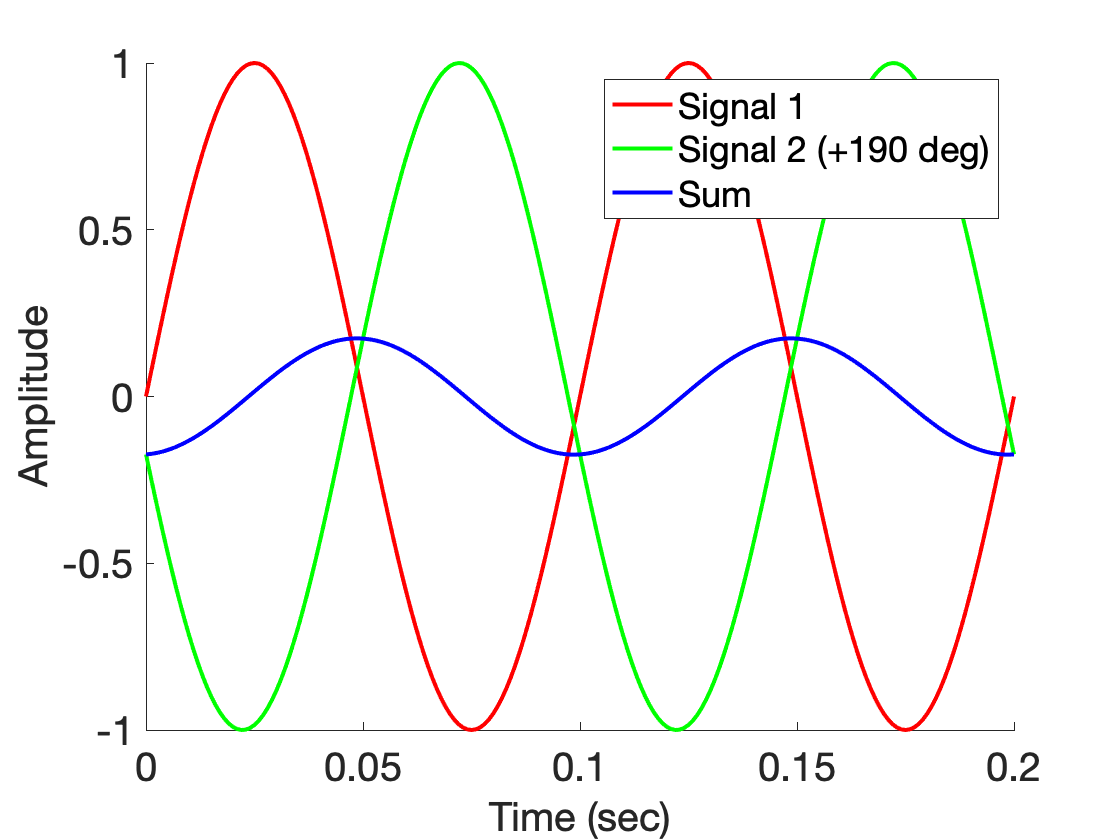 1
0.5
0
-0.5
-1
Amplitude
Signal 1
Signal 2 (+190 deg)
Sum
0 0.05 0.1 0.15 0.2
Time (sec)